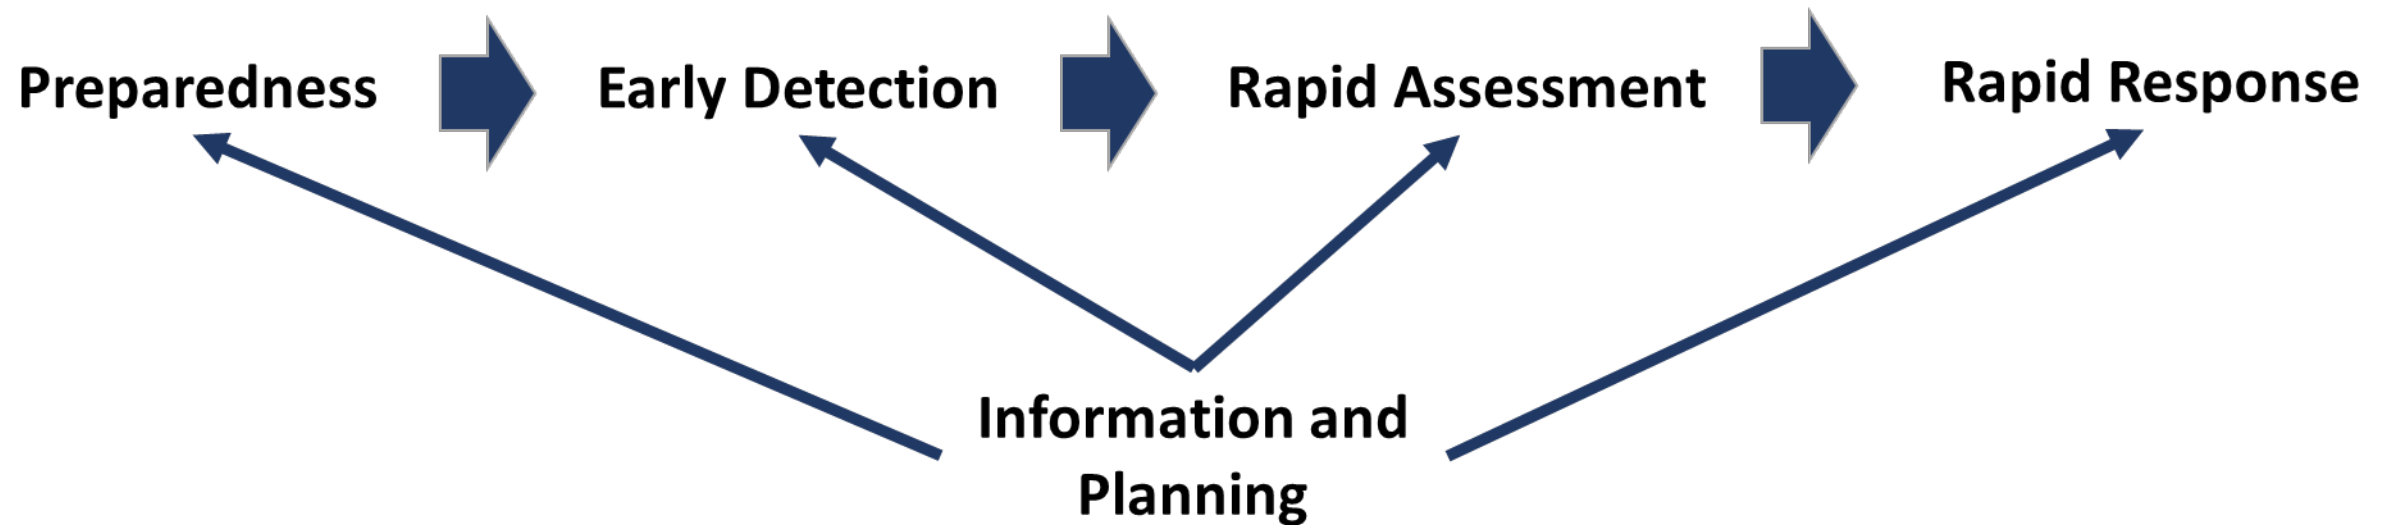 Preparedness
Early Detection
Rapid Assessment
Rapid Response
Information and
Planning